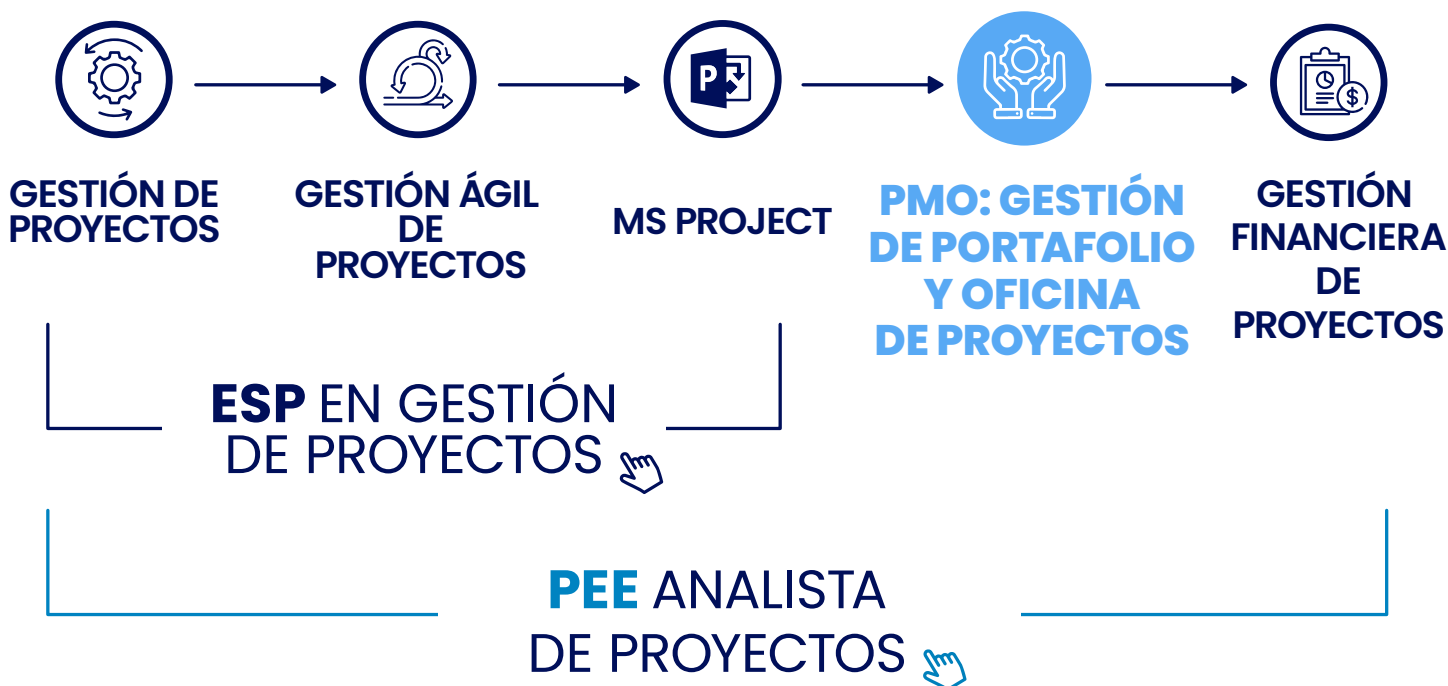 P
GESTIÓN DE
PROYECTOS
GESTIÓN ÁGIL
DE
PROYECTOS
MS PROJECT
PMO: GESTIÓN
DE PORTAFOLIO
Y OFICINA
DE PROYECTOS
$
GESTIÓN
FINANCIERA
DE
PROYECTOS
ESP EN GESTIÓN
DE PROYECTOS
PEE ANALISTA
DE PROYECTOS